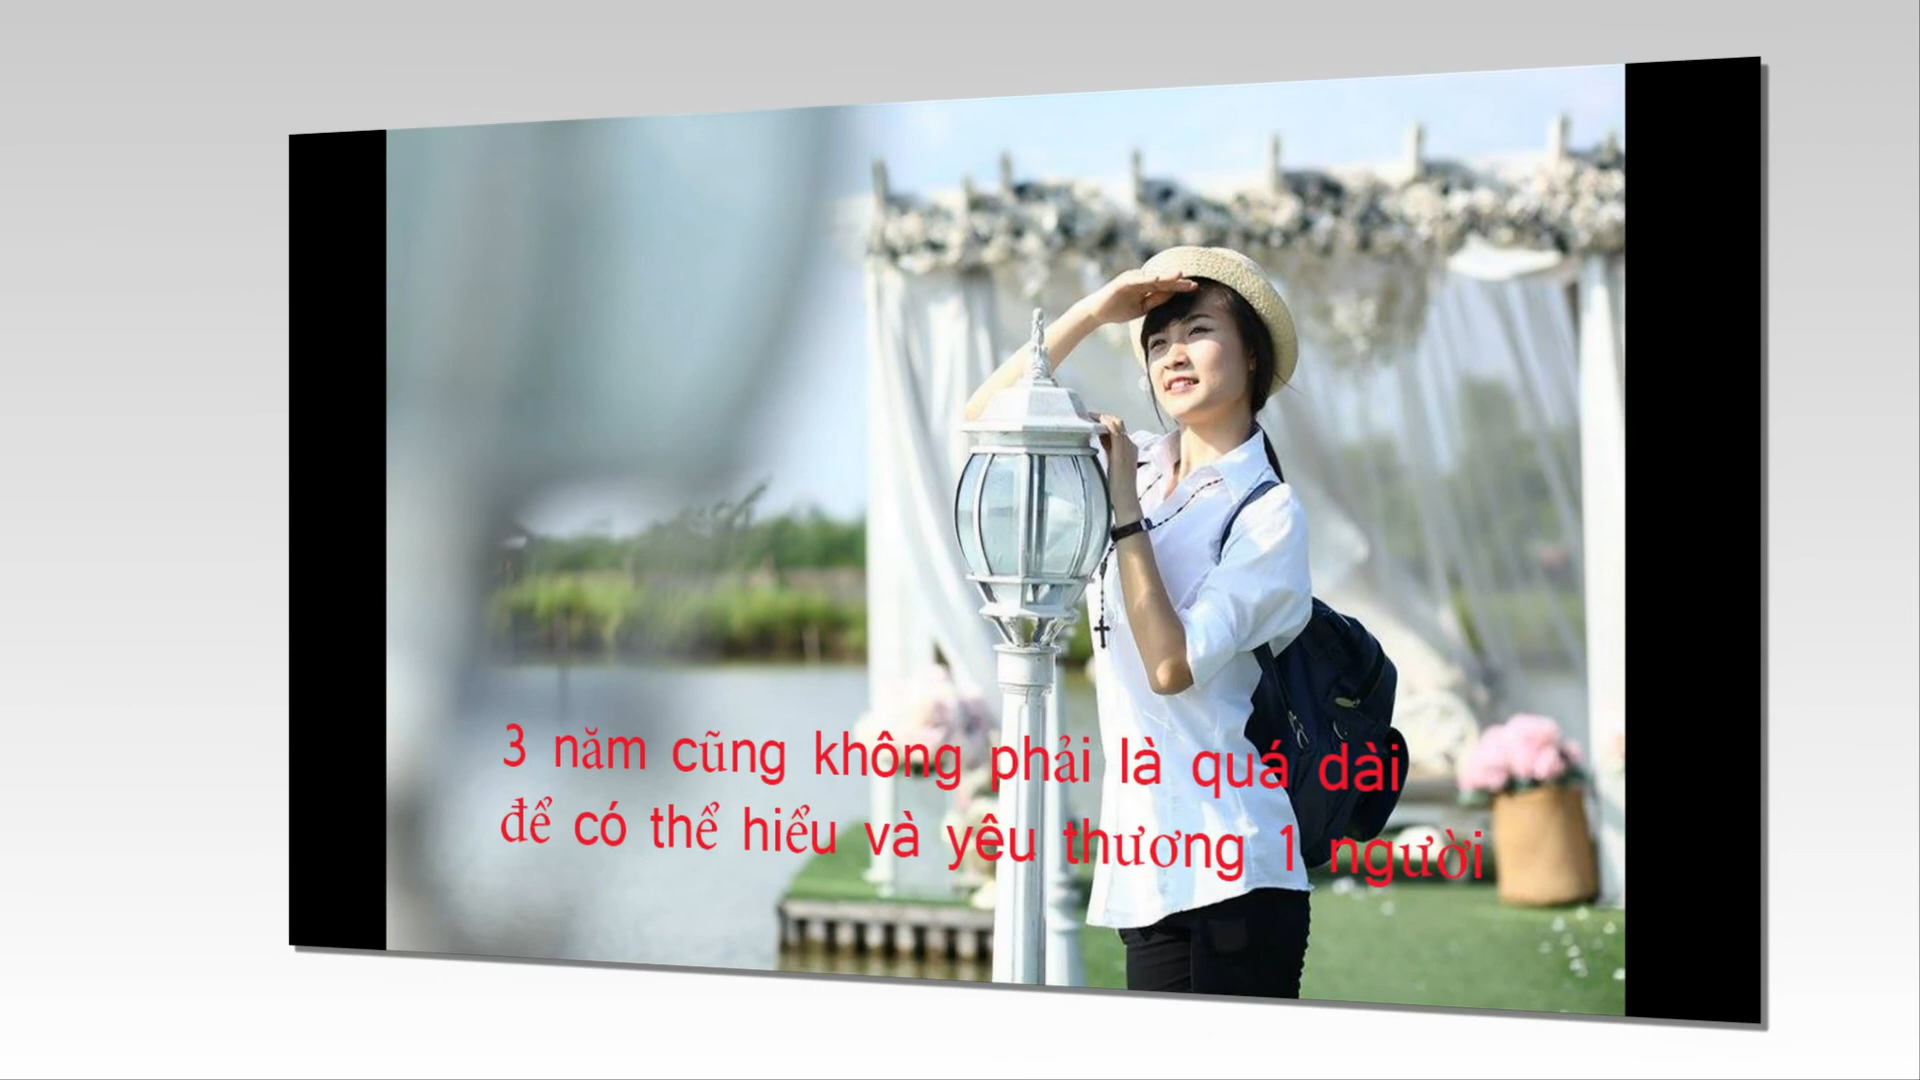 3 năm cũng không phải là quá dài
để có thể hiểu và yêu thương 1 người